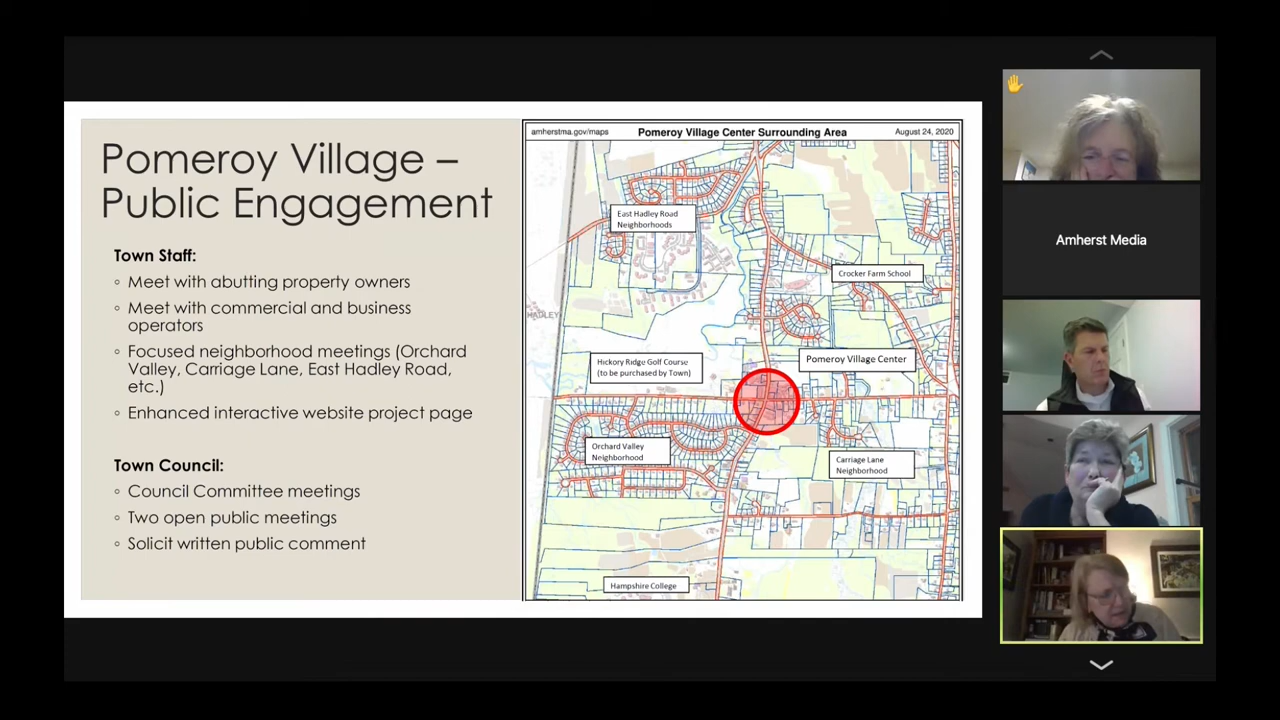 Pomeroy Village –
Public Engagement
Town Staff:
◦ Meet with abutting property owners
◦ Meet with commercial and business
operators
◦ Focused neighborhood meetings (Orchard
Valley, Carriage Lane, East Hadley Road,
etc.)
◦ Enhanced interactive website project page
Town Council:
◦ Council Committee meetings
◦ Two open public meetings
◦ Solicit written public comment
amherstma.gov/maps
Pomeroy Village Center Surrounding Area
August 24, 2020
East Hadley Road
Neighborhoods
Crocker Farm School
HADLEY
Hickory Ridge Golf Course
(to be purchased by Town)
Pomeroy Village Center
Orchard Valley
Neighborhood
Carriage Lane
Neighborhood
Hampshire College
Amherst Media